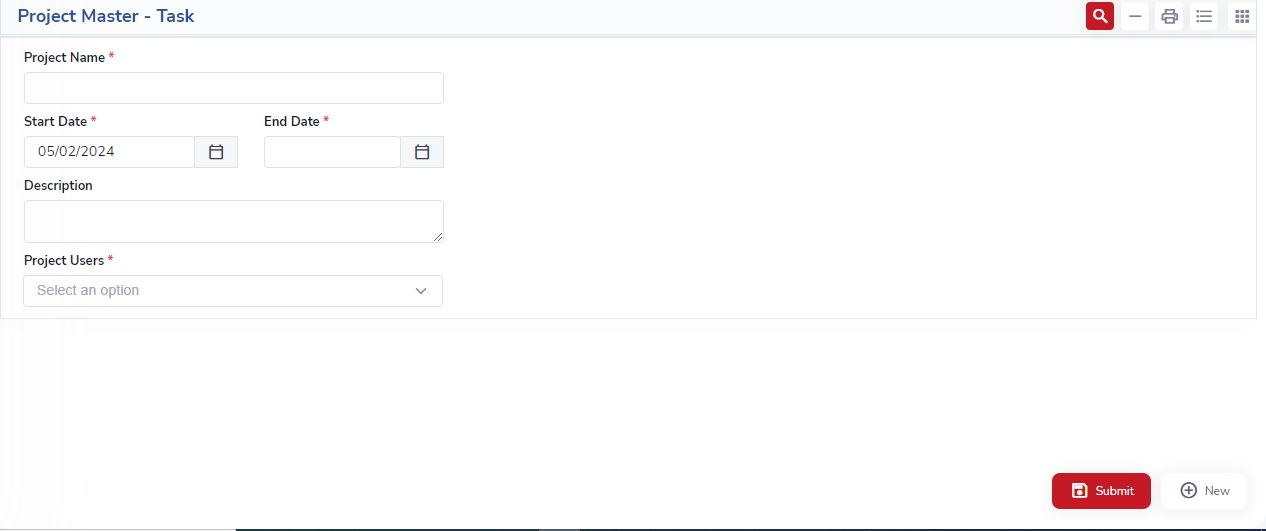 Project Master - Task
Project Name *
Start Date * End Date *
05/02/2024
Description
Project Users *
Select an option
Submit New